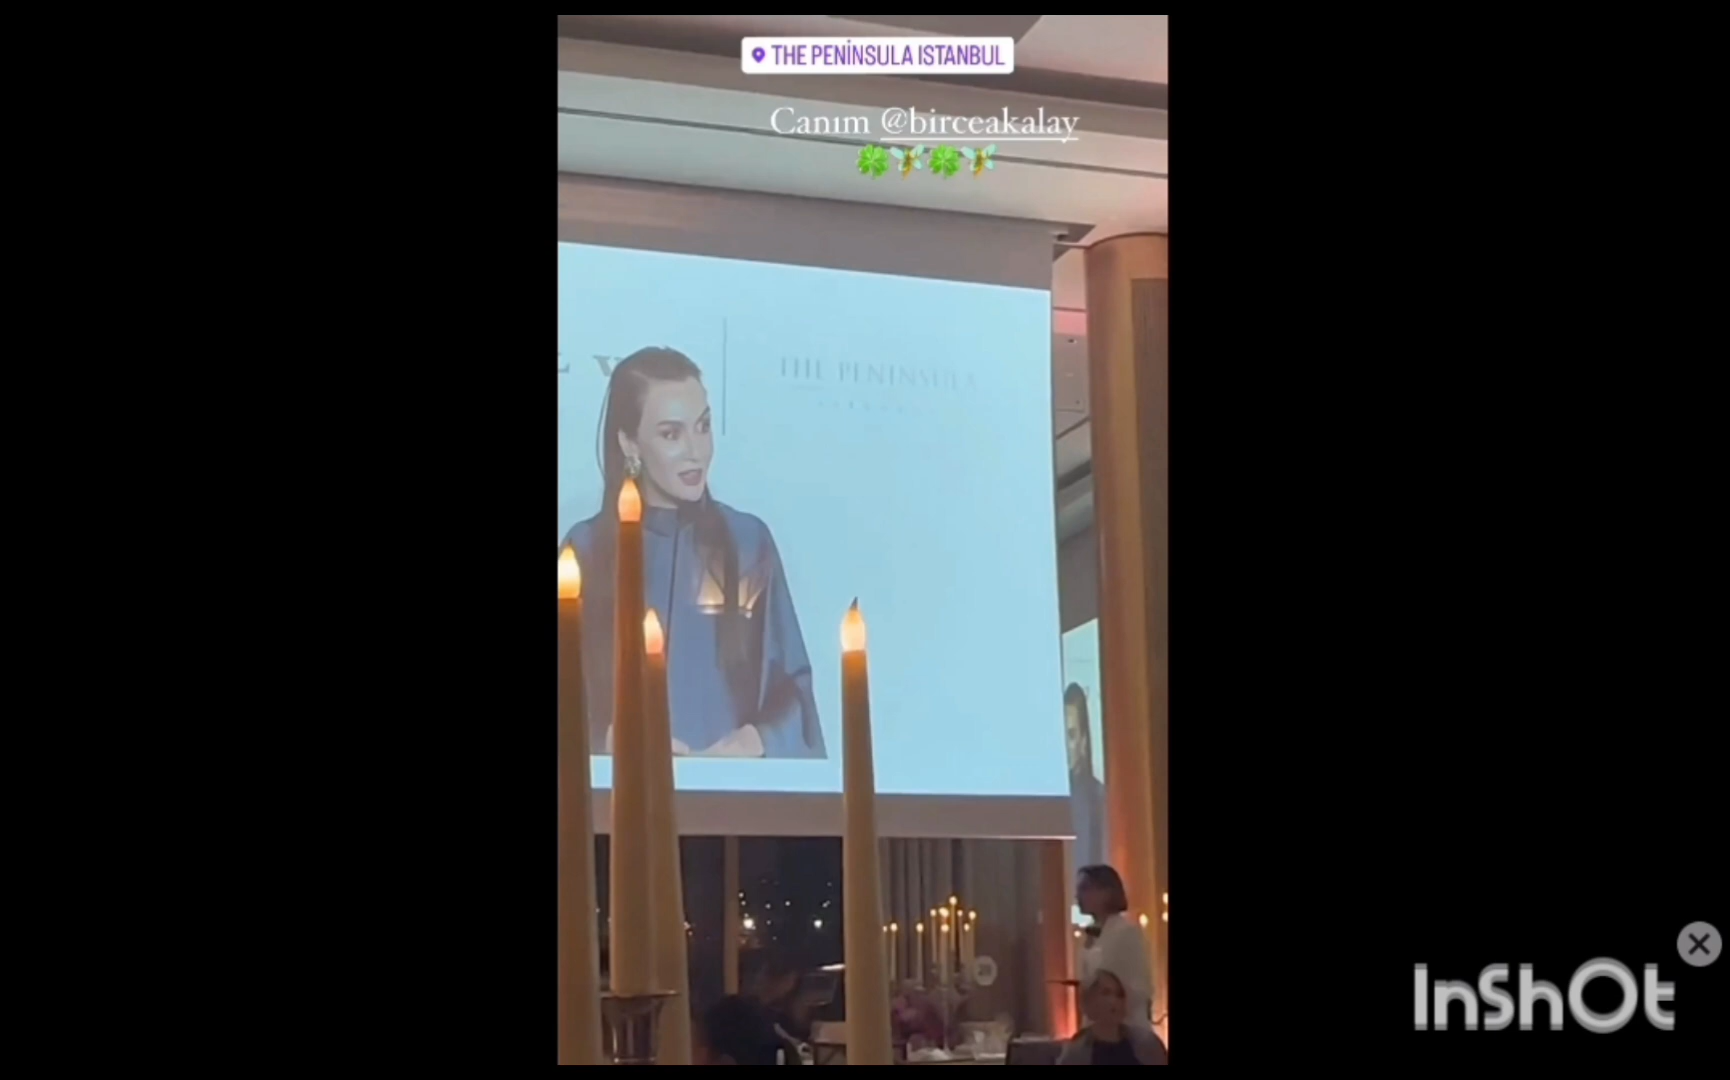 THE PENİNSULA ISTANBUL
Canım @birceakalay
THE PENINSULA
InShOt